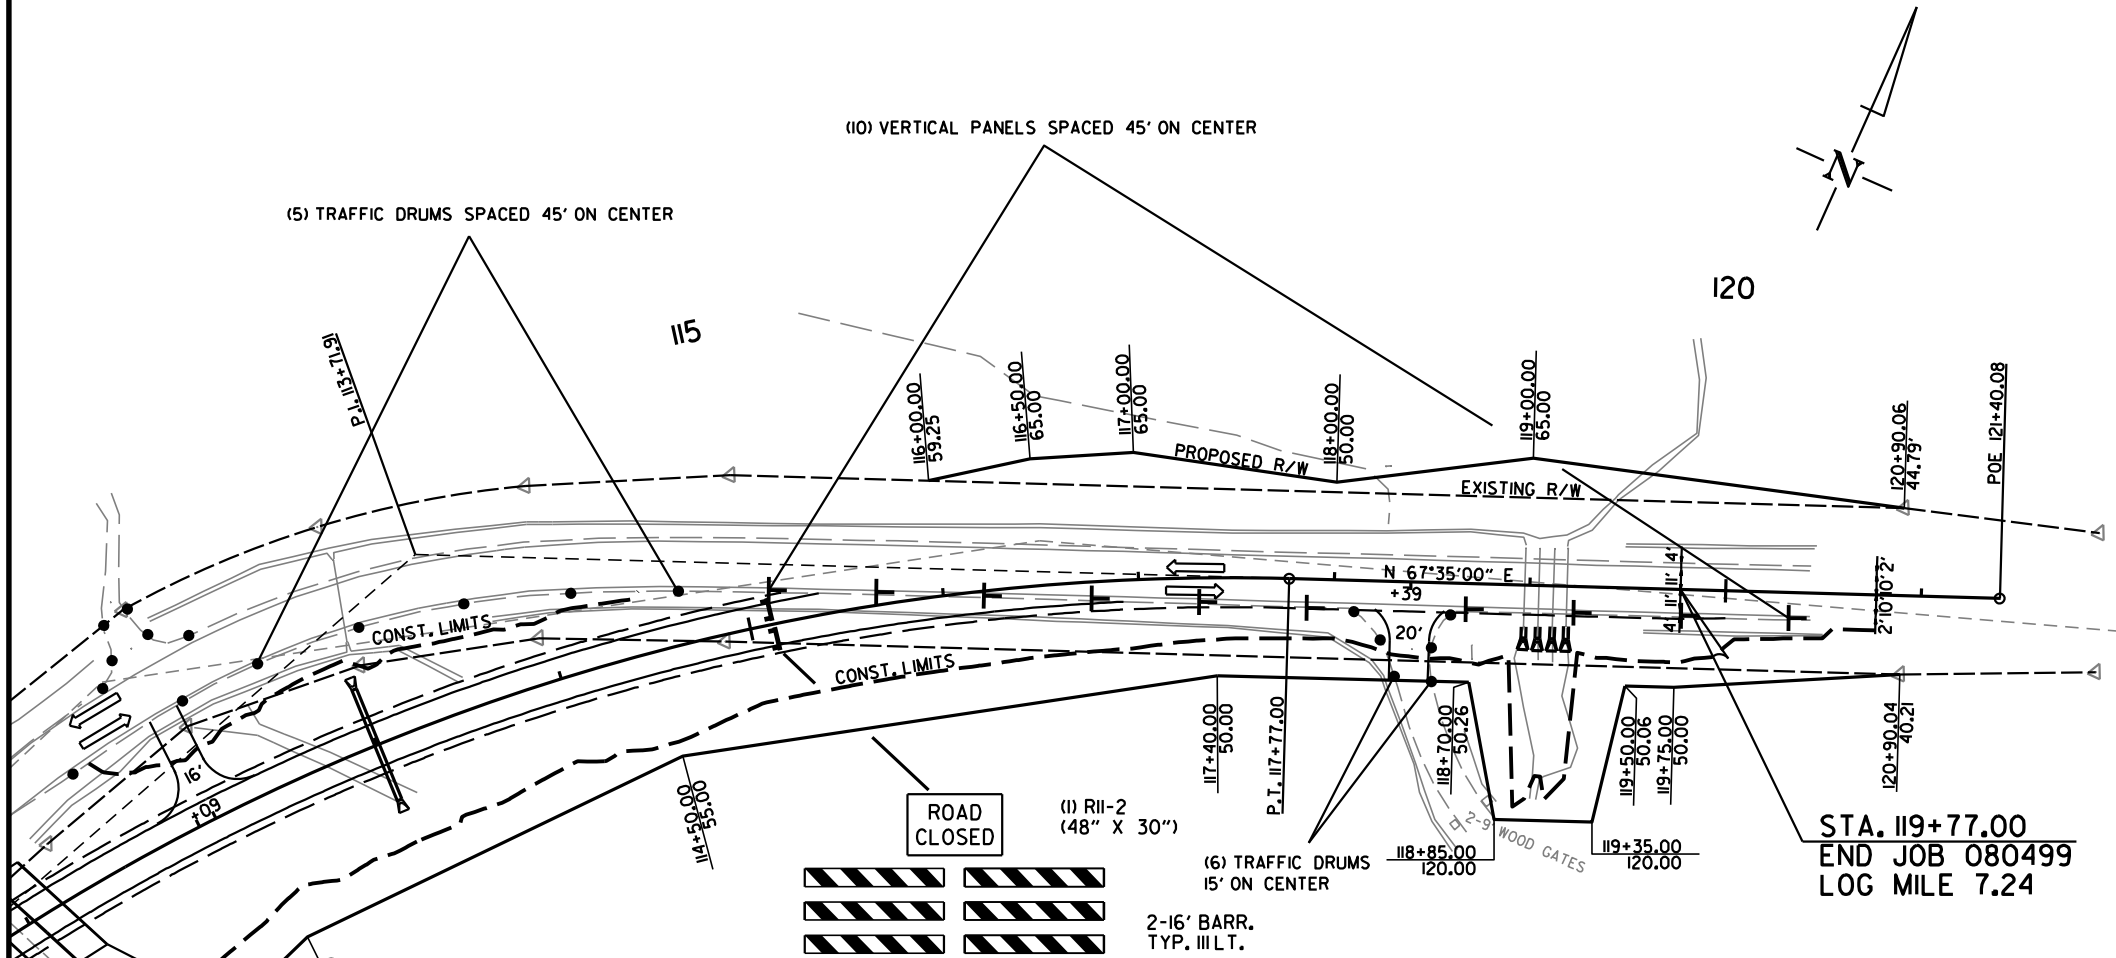 (10) VERTICAL PANELS SPACED 45' ON CENTER
(5) TRAFFIC DRUMS SPACED 45' ON CENTER
N
120
115
P.I. 113+71.91
116+00.00
59.25
116+50.00
65.00
117+00.00
65.00
118+00.00
50.00
119+00.00
65.00
120+90.06
44.79'
POE 121+40.08
PROPOSED R/W
EXISTING R/W
N 67°35'00" E
+39
4' 11' 11' 4'
2'10'10'2'
CONST. LIMITS
20'
CONST. LIMITS
16'
+09
114+50.00
55.00
117+40.00
50.00
P.T. 117+77.00
118+70.00
50.26
119+50.00
50.06
119+75.00
50.00
120+90.04
40.21
ROAD
CLOSED
(1) R11-2
(48" X 30")
(6) TRAFFIC DRUMS
15' ON CENTER
118+85.00
120.00
2-9' WOOD GATES
119+35.00
120.00
STA. 119+77.00
END JOB 080499
LOG MILE 7.24
2-16' BARR.
TYP. III LT.